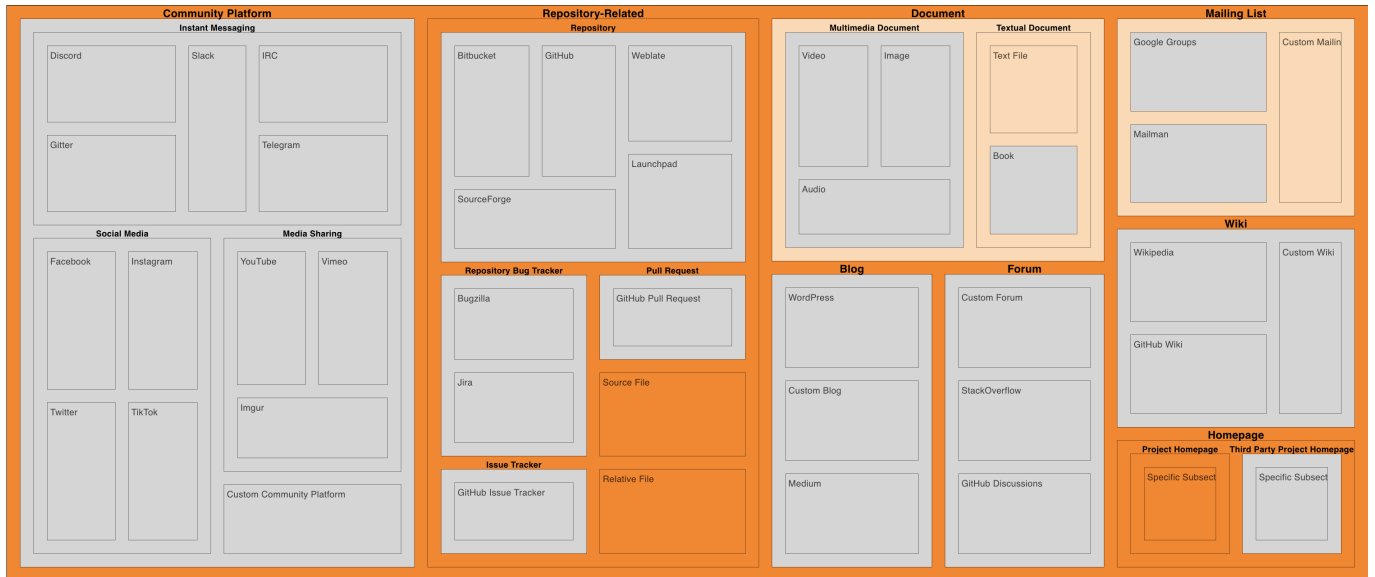 Community Platform
Instant Messaging
Discord
Slack
IRC
Gitter
Telegram
Social Media
Facebook
Instagram
Twitter
TikTok
Media Sharing
YouTube
Vimeo
Imgur
Custom Community Platform
Repository-Related
Repository
Bitbucket
GitHub
Weblate
Launchpad
SourceForge
Repository Bug Tracker
Bugzilla
Jira
Pull Request
GitHub Pull Request
Source File
Issue Tracker
GitHub Issue Tracker
Relative File
Document
Multimedia Document
Video
Image
Audio
Textual Document
Text File
Book
Blog
WordPress
Custom Blog
Medium
Forum
Custom Forum
StackOverflow
GitHub Discussions
Mailing List
Google Groups
Custom Mailin
Mailman
Wiki
Wikipedia
Custom Wiki
GitHub Wiki
Homepage
Project Homepage
Specific Subsect
Third Party Project Homepage
Specific Subsect